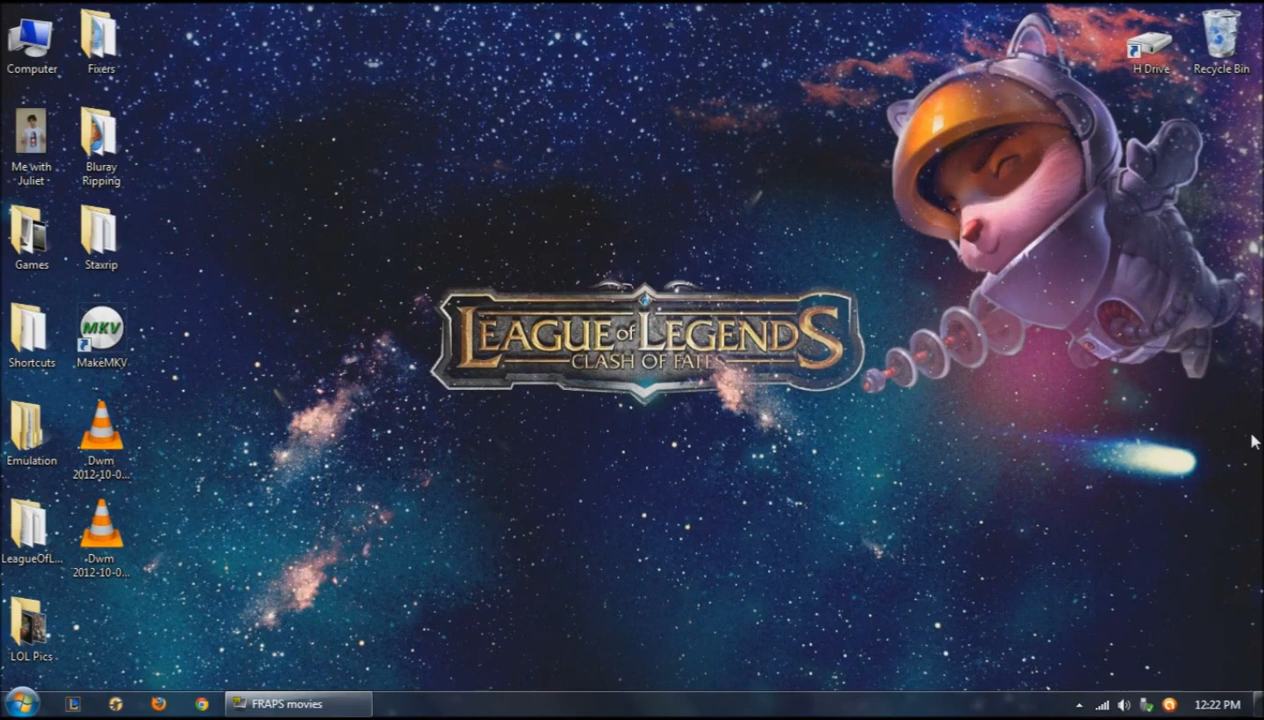 Computer
Fixers
H Drive
Recycle Bin
Me with
Juliet
Bluray
Ripping
Games
Staxrip
LEAGUE of LEGENDS
CLASH OF FATES
Shortcuts
MKV
MakeMKV
Emulation
Dwm
2012-10-0...
LeagueOfL...
Dwm
2012-10-0...
LOL Pics
L
FRAPS movies
12:22 PM